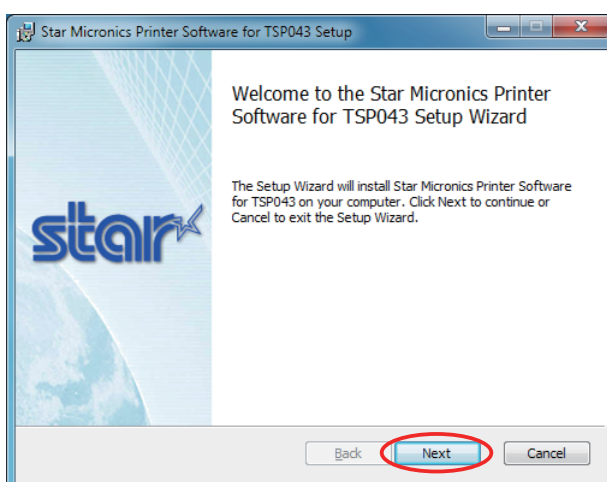 Star Micronics Printer Software for TSP043 Setup
Welcome to the Star Micronics Printer
Software for TSP043 Setup Wizard
The Setup Wizard will install Star Micronics Printer Software
for TSP043 on your computer. Click Next to continue or
Cancel to exit the Setup Wizard.
star
Back Next Cancel